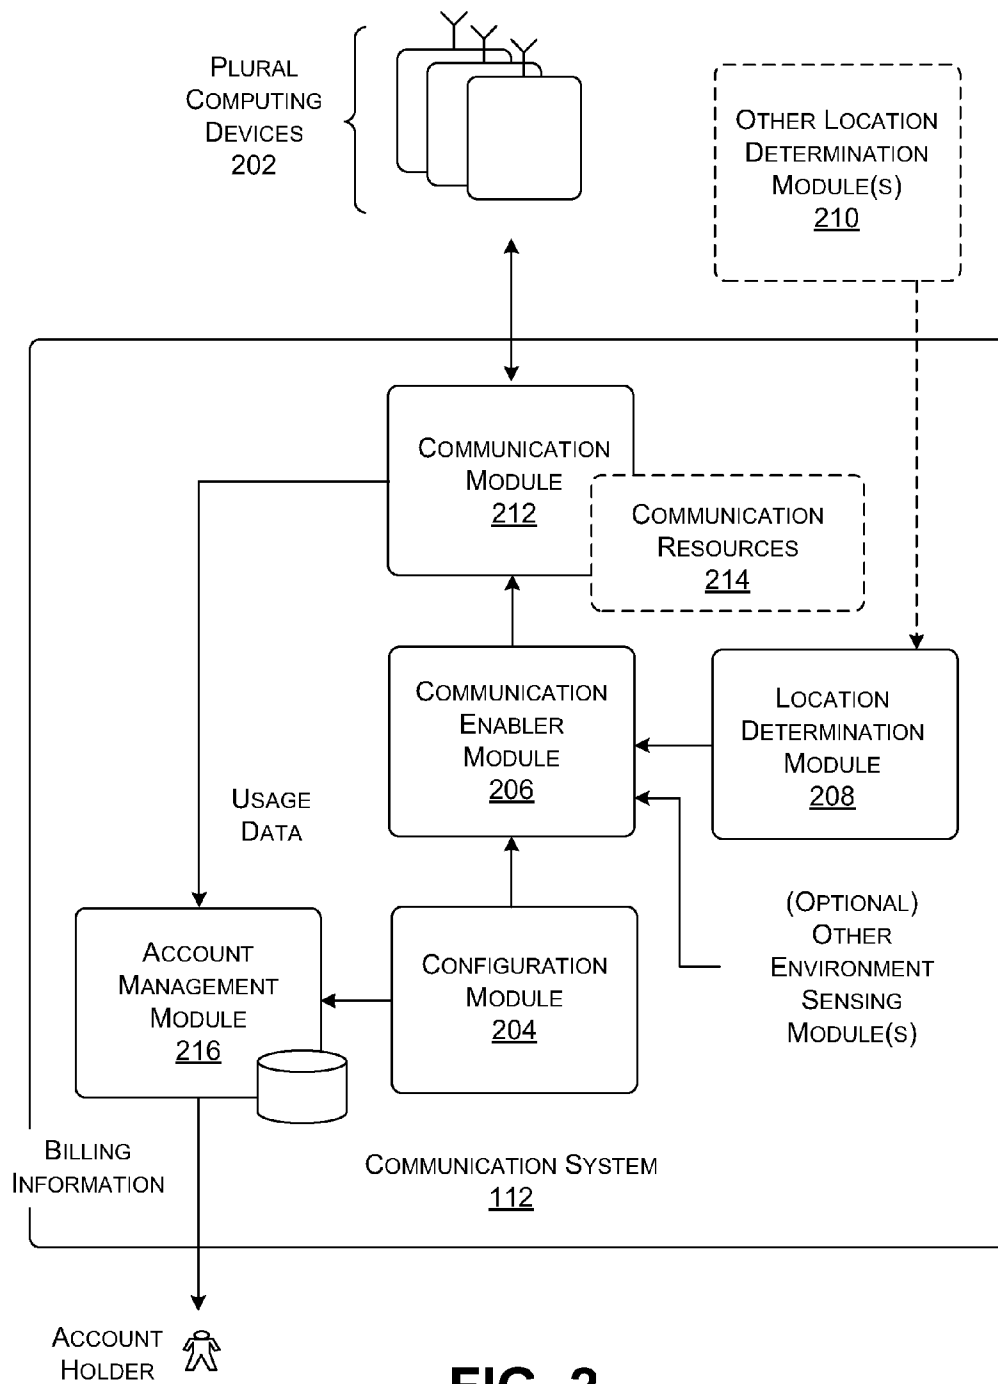 PLURAL
COMPUTING
DEVICES
202
OTHER LOCATION
DETERMINATION
MODULE(S)
210
COMMUNICATION
MODULE
212
COMMUNICATION
RESOURCES
214
COMMUNICATION
ENABLER
MODULE
206
LOCATION
DETERMINATION
MODULE
208
USAGE
DATA
(OPTIONAL)
OTHER
ENVIRONMENT
SENSING
MODULE(S)
ACCOUNT
MANAGEMENT
MODULE
216
CONFIGURATION
MODULE
204
BILLING
INFORMATION
COMMUNICATION SYSTEM
112
ACCOUNT
HOLDER
FIG. 2